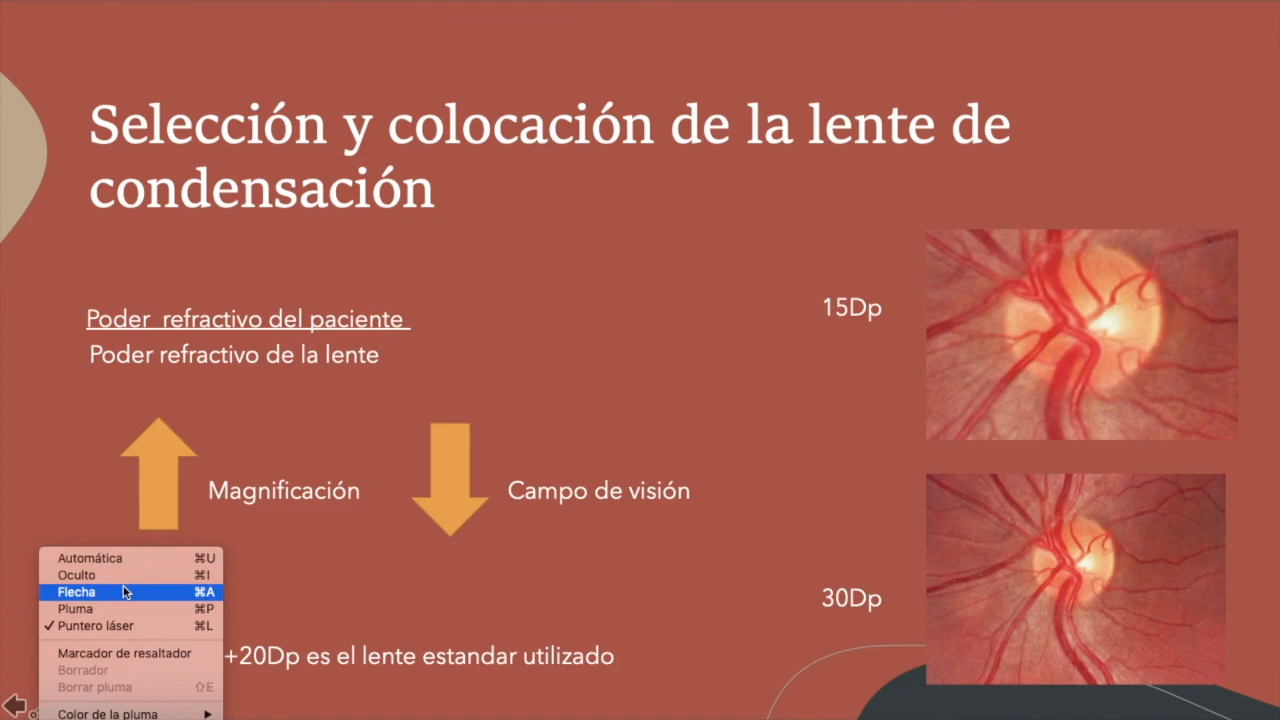 Selección y colocación de la lente de
condensación
Poder refractivo del paciente
Poder refractivo de la lente
15Dp
Magnificación
Campo de visión
30Dp
+20Dp es el lente estandar utilizado
Automática ⌘U
Oculto ⌘I
Flecha ⌘A
Pluma ⌘P
✓ Puntero láser ⌘L
Marcador de resaltador
Borrador
Borrar pluma ⇧E
Color de la pluma ▶